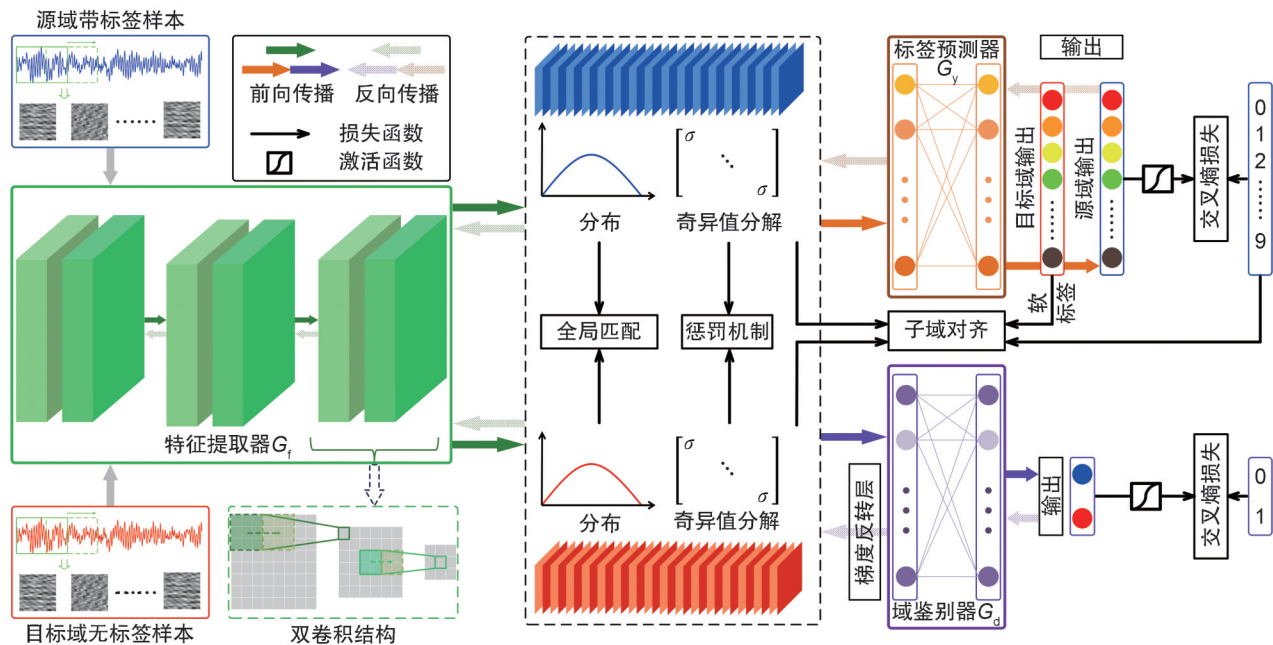 源域带标签样本
……
前向传播
反向传播
损失函数
激活函数
特征提取器Gf
……
目标域无标签样本
双卷积结构
分布
σ
⋱
σ
奇异值分解
全局匹配
惩罚机制
σ
⋱
σ
分布
奇异值分解
标签预测器
Gy
输出
目标域输出
源域输出
交叉熵损失
0
1
2
……
9
软
标签
子域对齐
梯度反转层
域鉴别器Gd
输出
交叉熵损失
0
1